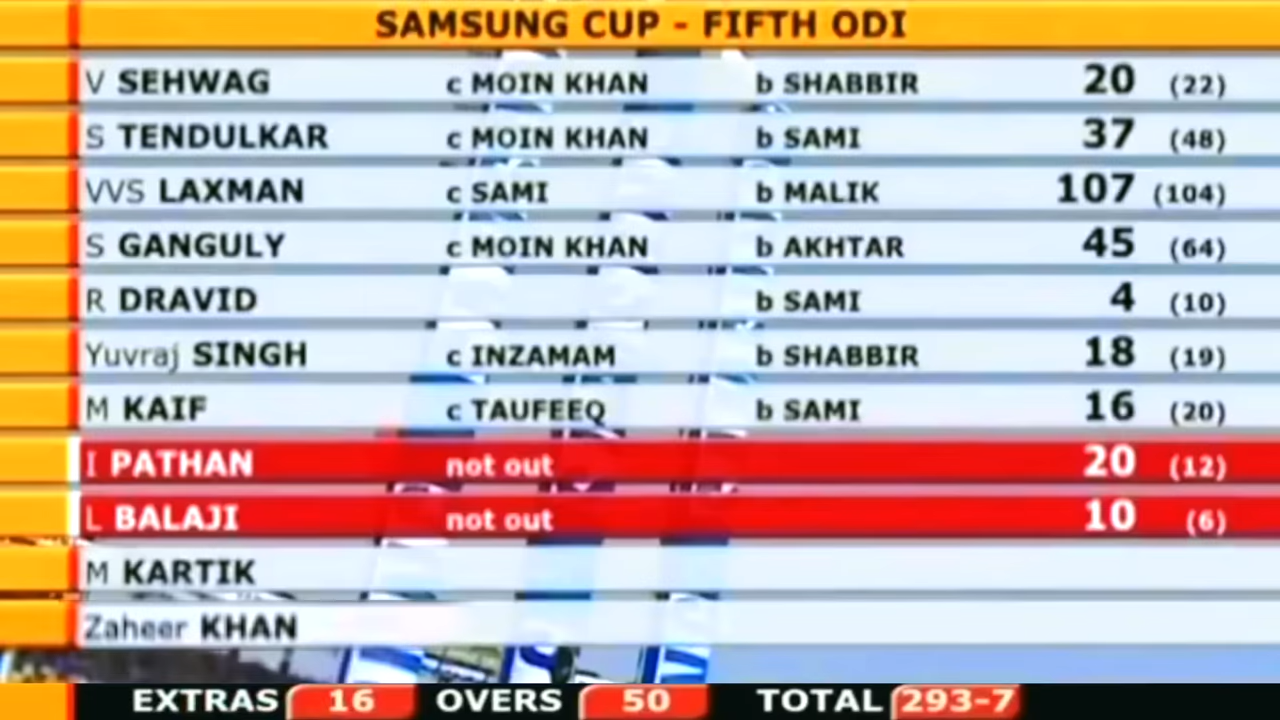 SAMSUNG CUP - FIFTH ODI
V SEHWAG c MOIN KHAN b SHABBIR 20 (22)
S TENDULKAR c MOIN KHAN b SAMI 37 (48)
VVS LAXMAN c SAMI b MALIK 107 (104)
S GANGULY c MOIN KHAN b AKHTAR 45 (64)
R DRAVID b SAMI 4 (10)
Yuvraj SINGH c INZAMAM b SHABBIR 18 (19)
M KAIF c TAUFEEQ b SAMI 16 (20)
I PATHAN not out 20 (12)
L BALAJI not out 10 (6)
M KARTIK
Zaheer KHAN
EXTRAS 16 OVERS 50 TOTAL 293-7